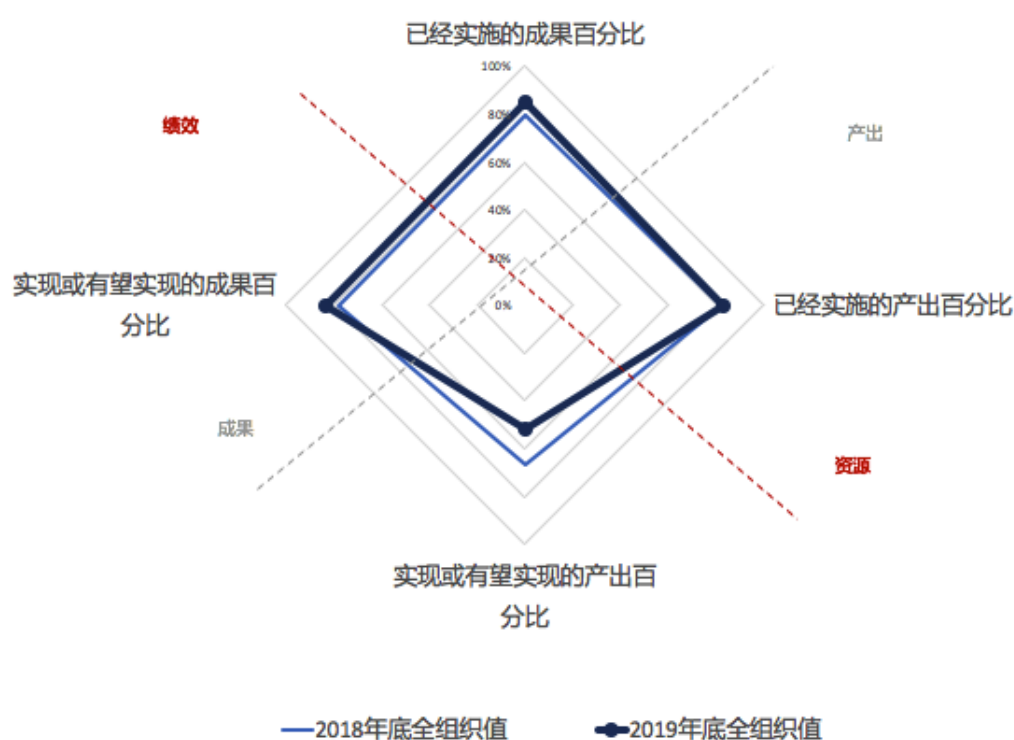 已经实施的成果百分比
100%
绩效
80%
产出
60%
40%
20%
实现或有望实现的成果百
分比
0%
已经实施的产出百分比
成果
资源
实现或有望实现的产出百
分比
2018年底全组织值
2019年底全组织值